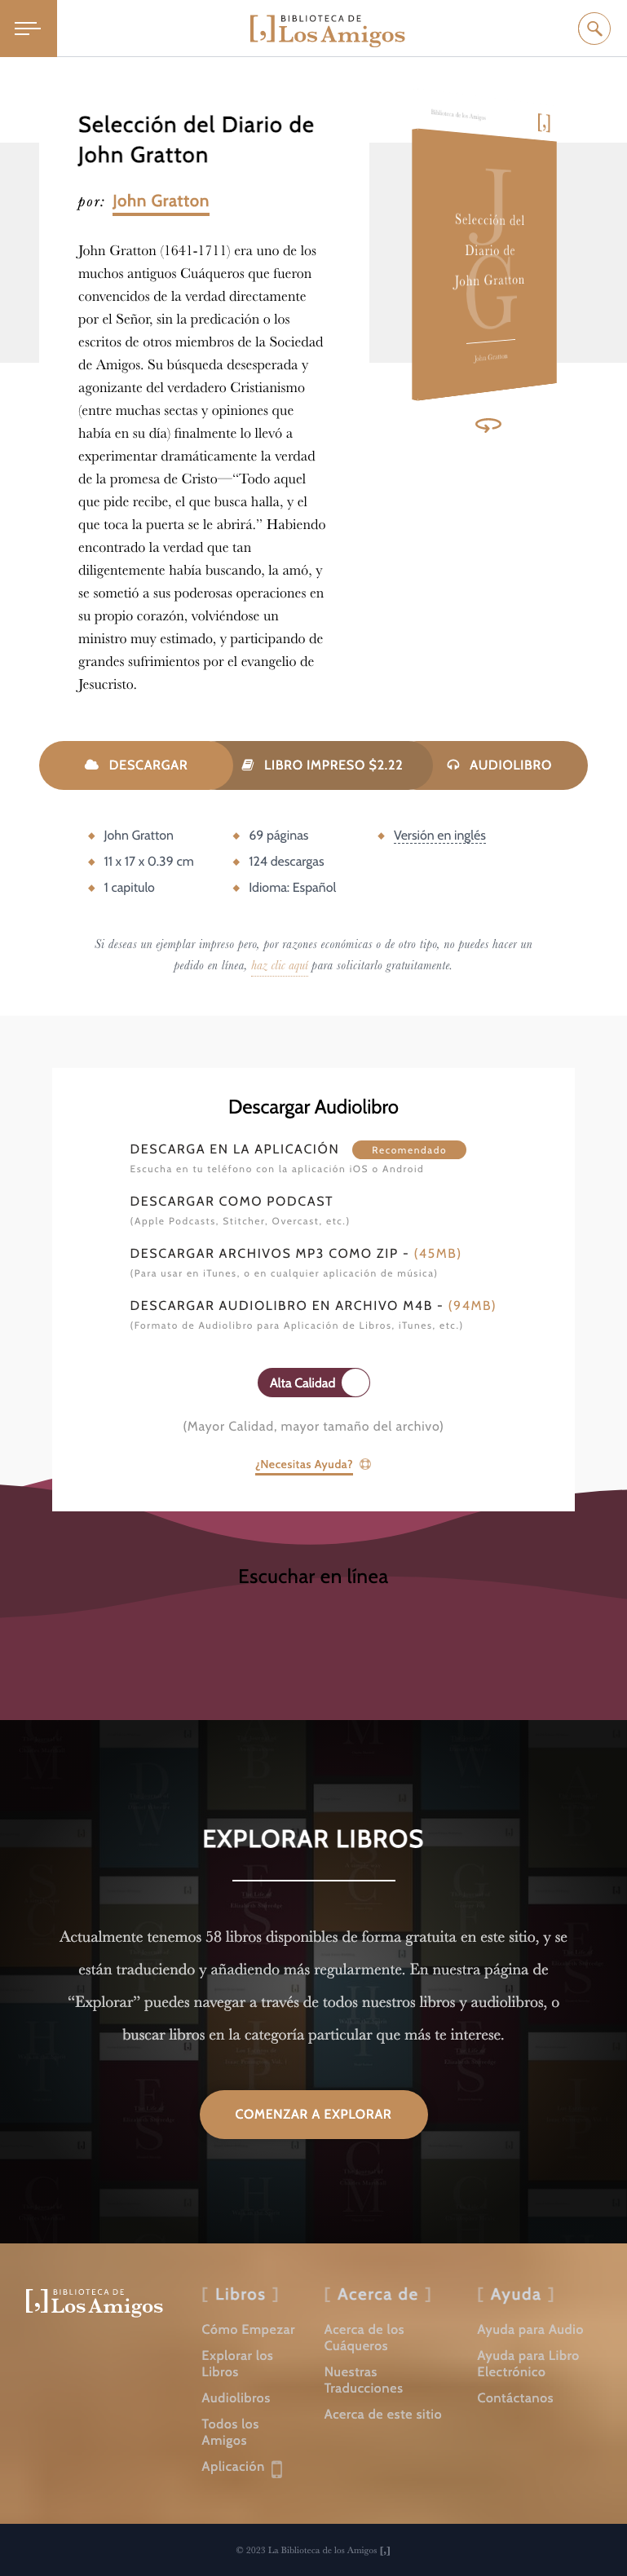 BIBLIOTECA DE
[,] Los Amigos
Selección del Diario de
John Gratton
por: John Gratton
John Gratton (1641-1711) era uno de los
muchos antiguos Cuáqueros que fueron
convencidos de la verdad directamente
por el Señor, sin la predicación o los
escritos de otros miembros de la Sociedad
de Amigos. Su búsqueda desesperada y
agonizante del verdadero Cristianismo
(entre muchas sectas y opiniones que
había en su día) finalmente lo llevó a
experimentar dramáticamente la verdad
de la promesa de Cristo—“Todo aquel
que pide recibe, el que busca halla, y el
que toca la puerta se le abrirá.” Habiendo
encontrado la verdad que tan
diligentemente había buscando, la amó, y
se sometió a sus poderosas operaciones en
su propio corazón, volviéndose un
ministro muy estimado, y participando de
grandes sufrimientos por el evangelio de
Jesucristo.
Biblioteca de los Amigos
[,]
JG
Selección del
Diario de
John Gratton
John Gratton
DESCARGAR
LIBRO IMPRESO $2.22
AUDIOLIBRO
John Gratton
69 páginas
Versión en inglés
11 x 17 x 0.39 cm
124 descargas
1 capitulo
Idioma: Español
Si deseas un ejemplar impreso pero, por razones económicas o de otro tipo, no puedes hacer un
pedido en línea, haz clic aquí para solicitarlo gratuitamente.
Descargar Audiolibro
DESCARGA EN LA APLICACIÓN Recomendado
Escucha en tu teléfono con la aplicación iOS o Android
DESCARGAR COMO PODCAST
(Apple Podcasts, Stitcher, Overcast, etc.)
DESCARGAR ARCHIVOS MP3 COMO ZIP - (45MB)
(Para usar en iTunes, o en cualquier aplicación de música)
DESCARGAR AUDIOLIBRO EN ARCHIVO M4B - (94MB)
(Formato de Audiolibro para Aplicación de Libros, iTunes, etc.)
Alta Calidad
(Mayor Calidad, mayor tamaño del archivo)
¿Necesitas Ayuda?
Escuchar en línea
EXPLORAR LIBROS
Actualmente tenemos 58 libros disponibles de forma gratuita en este sitio, y se
están traduciendo y añadiendo más regularmente. En nuestra página de
“Explorar” puedes navegar a través de todos nuestros libros y audiolibros, o
buscar libros en la categoría particular que más te interese.
COMENZAR A EXPLORAR
BIBLIOTECA DE
[,] Los Amigos
[ Libros ]
Cómo Empezar
Explorar los
Libros
Audiolibros
Todos los
Amigos
Aplicación
[ Acerca de ]
Acerca de los
Cuáqueros
Nuestras
Traducciones
Acerca de este sitio
[ Ayuda ]
Ayuda para Audio
Ayuda para Libro
Electrónico
Contáctanos
© 2023 La Biblioteca de los Amigos [,]